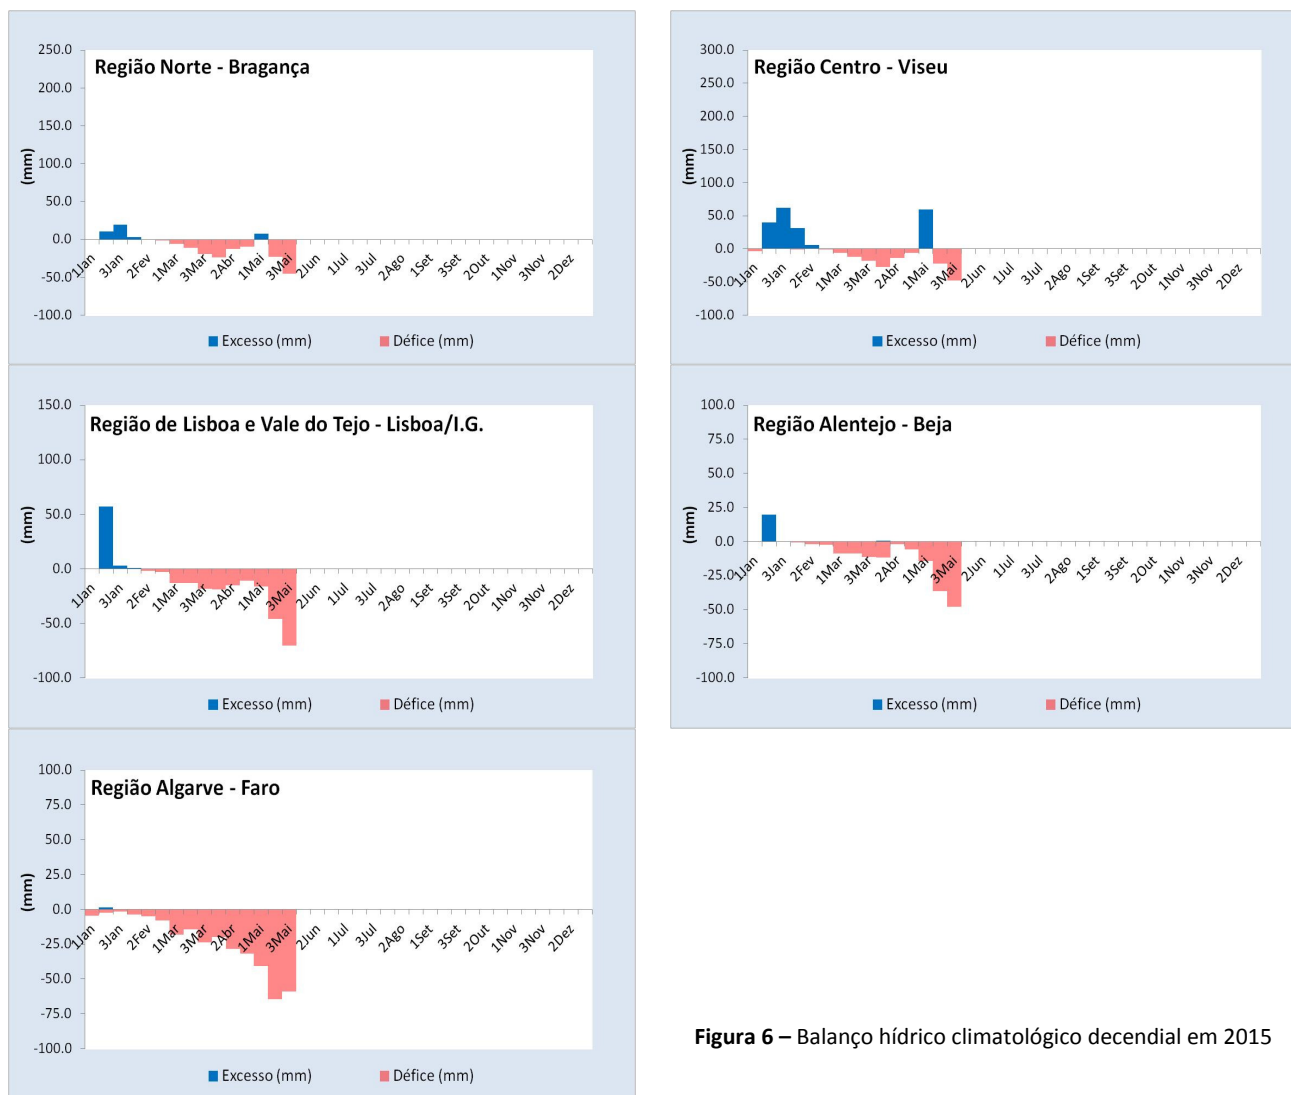 Região Norte - Bragança
(mm)
250.0
200.0
150.0
100.0
50.0
0.0
-50.0
-100.0
1Jan 3Jan 2Fev 1Mar 3Mar 2Abr 1Mai 3Mai 2Jun 1Jul 3Jul 2Ago 1Set 3Set 2Out 1Nov 3Nov 2Dez
Excesso (mm) Défice (mm)
Região Centro - Viseu
(mm)
300.0
250.0
200.0
150.0
100.0
50.0
0.0
-50.0
-100.0
1Jan 3Jan 2Fev 1Mar 3Mar 2Abr 1Mai 3Mai 2Jun 1Jul 3Jul 2Ago 1Set 3Set 2Out 1Nov 3Nov 2Dez
Excesso (mm) Défice (mm)
Região de Lisboa e Vale do Tejo - Lisboa/I.G.
(mm)
150.0
100.0
50.0
0.0
-50.0
-100.0
1Jan 3Jan 2Fev 1Mar 3Mar 2Abr 1Mai 3Mai 2Jun 1Jul 3Jul 2Ago 1Set 3Set 2Out 1Nov 3Nov 2Dez
Excesso (mm) Défice (mm)
Região Alentejo - Beja
(mm)
100.0
75.0
50.0
25.0
0.0
-25.0
-50.0
-75.0
-100.0
1Jan 3Jan 2Fev 1Mar 3Mar 2Abr 1Mai 3Mai 2Jun 1Jul 3Jul 2Ago 1Set 3Set 2Out 1Nov 3Nov 2Dez
Excesso (mm) Défice (mm)
Região Algarve - Faro
(mm)
100.0
75.0
50.0
25.0
0.0
-25.0
-50.0
-75.0
-100.0
1Jan 3Jan 2Fev 1Mar 3Mar 2Abr 1Mai 3Mai 2Jun 1Jul 3Jul 2Ago 1Set 3Set 2Out 1Nov 3Nov 2Dez
Excesso (mm) Défice (mm)
Figura 6 – Balanço hídrico climatológico decendial em 2015